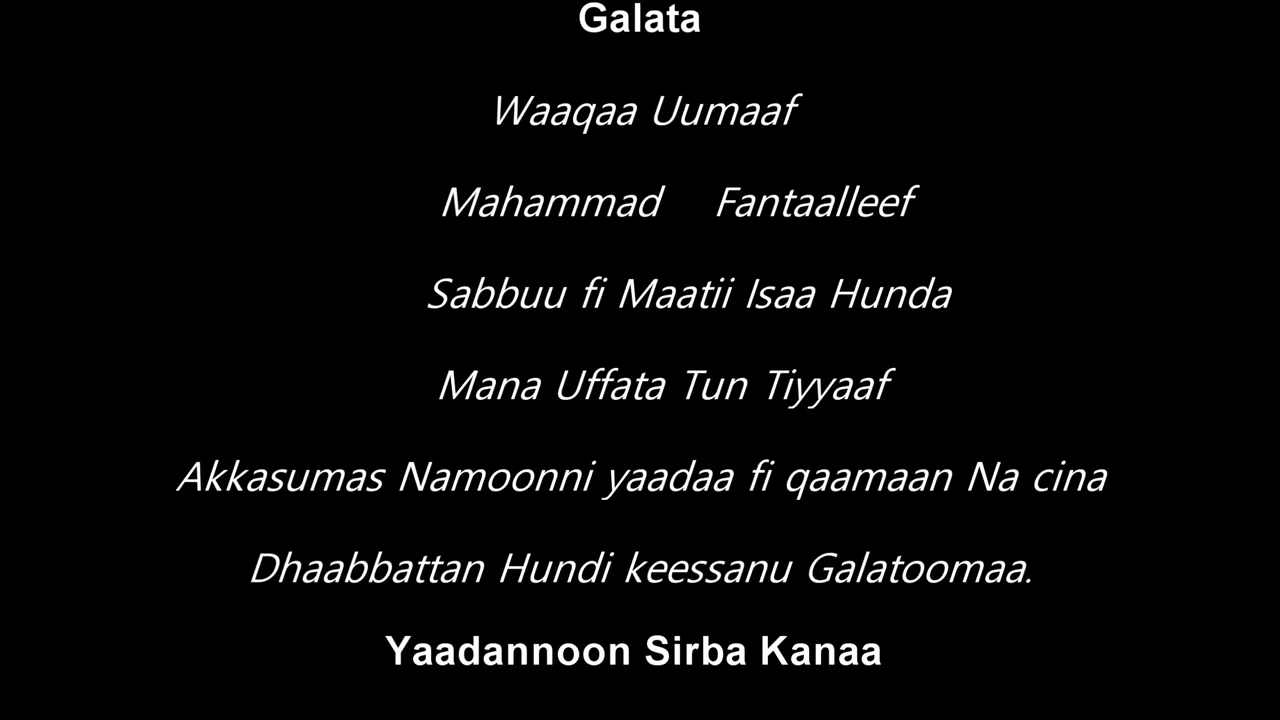 Galata
Waaqaa Uumaaf
Mahammad Fantaalleef
Sabbuu fi Maatii Isaa Hunda
Mana Uffata Tun Tiyyaaf
Akkasumas Namoonni yaadaa fi qaamaan Na cina
Dhaabbattan Hundi keessanu Galatoomaa.
Yaadannoon Sirba Kanaa